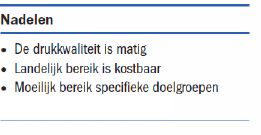 Nadelen
• De drukkwaliteit is matig
• Landelijk bereik is kostbaar
• Moeilijk bereik specifieke doelgroepen